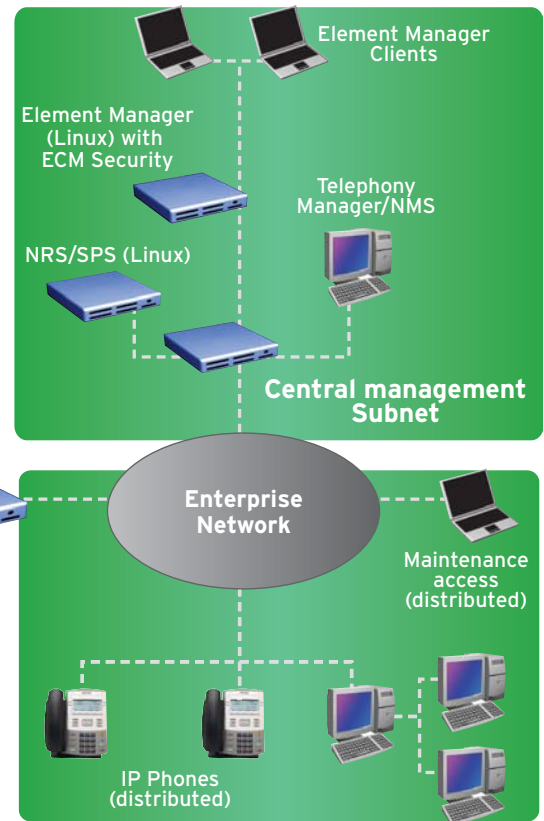 Element Manager
Clients
Element Manager
(Linux) with
ECM Security
Telephony
Manager/NMS
NRS/SPS (Linux)
Central management
Subnet
Enterprise
Network
Maintenance
access
(distributed)
IP Phones
(distributed)